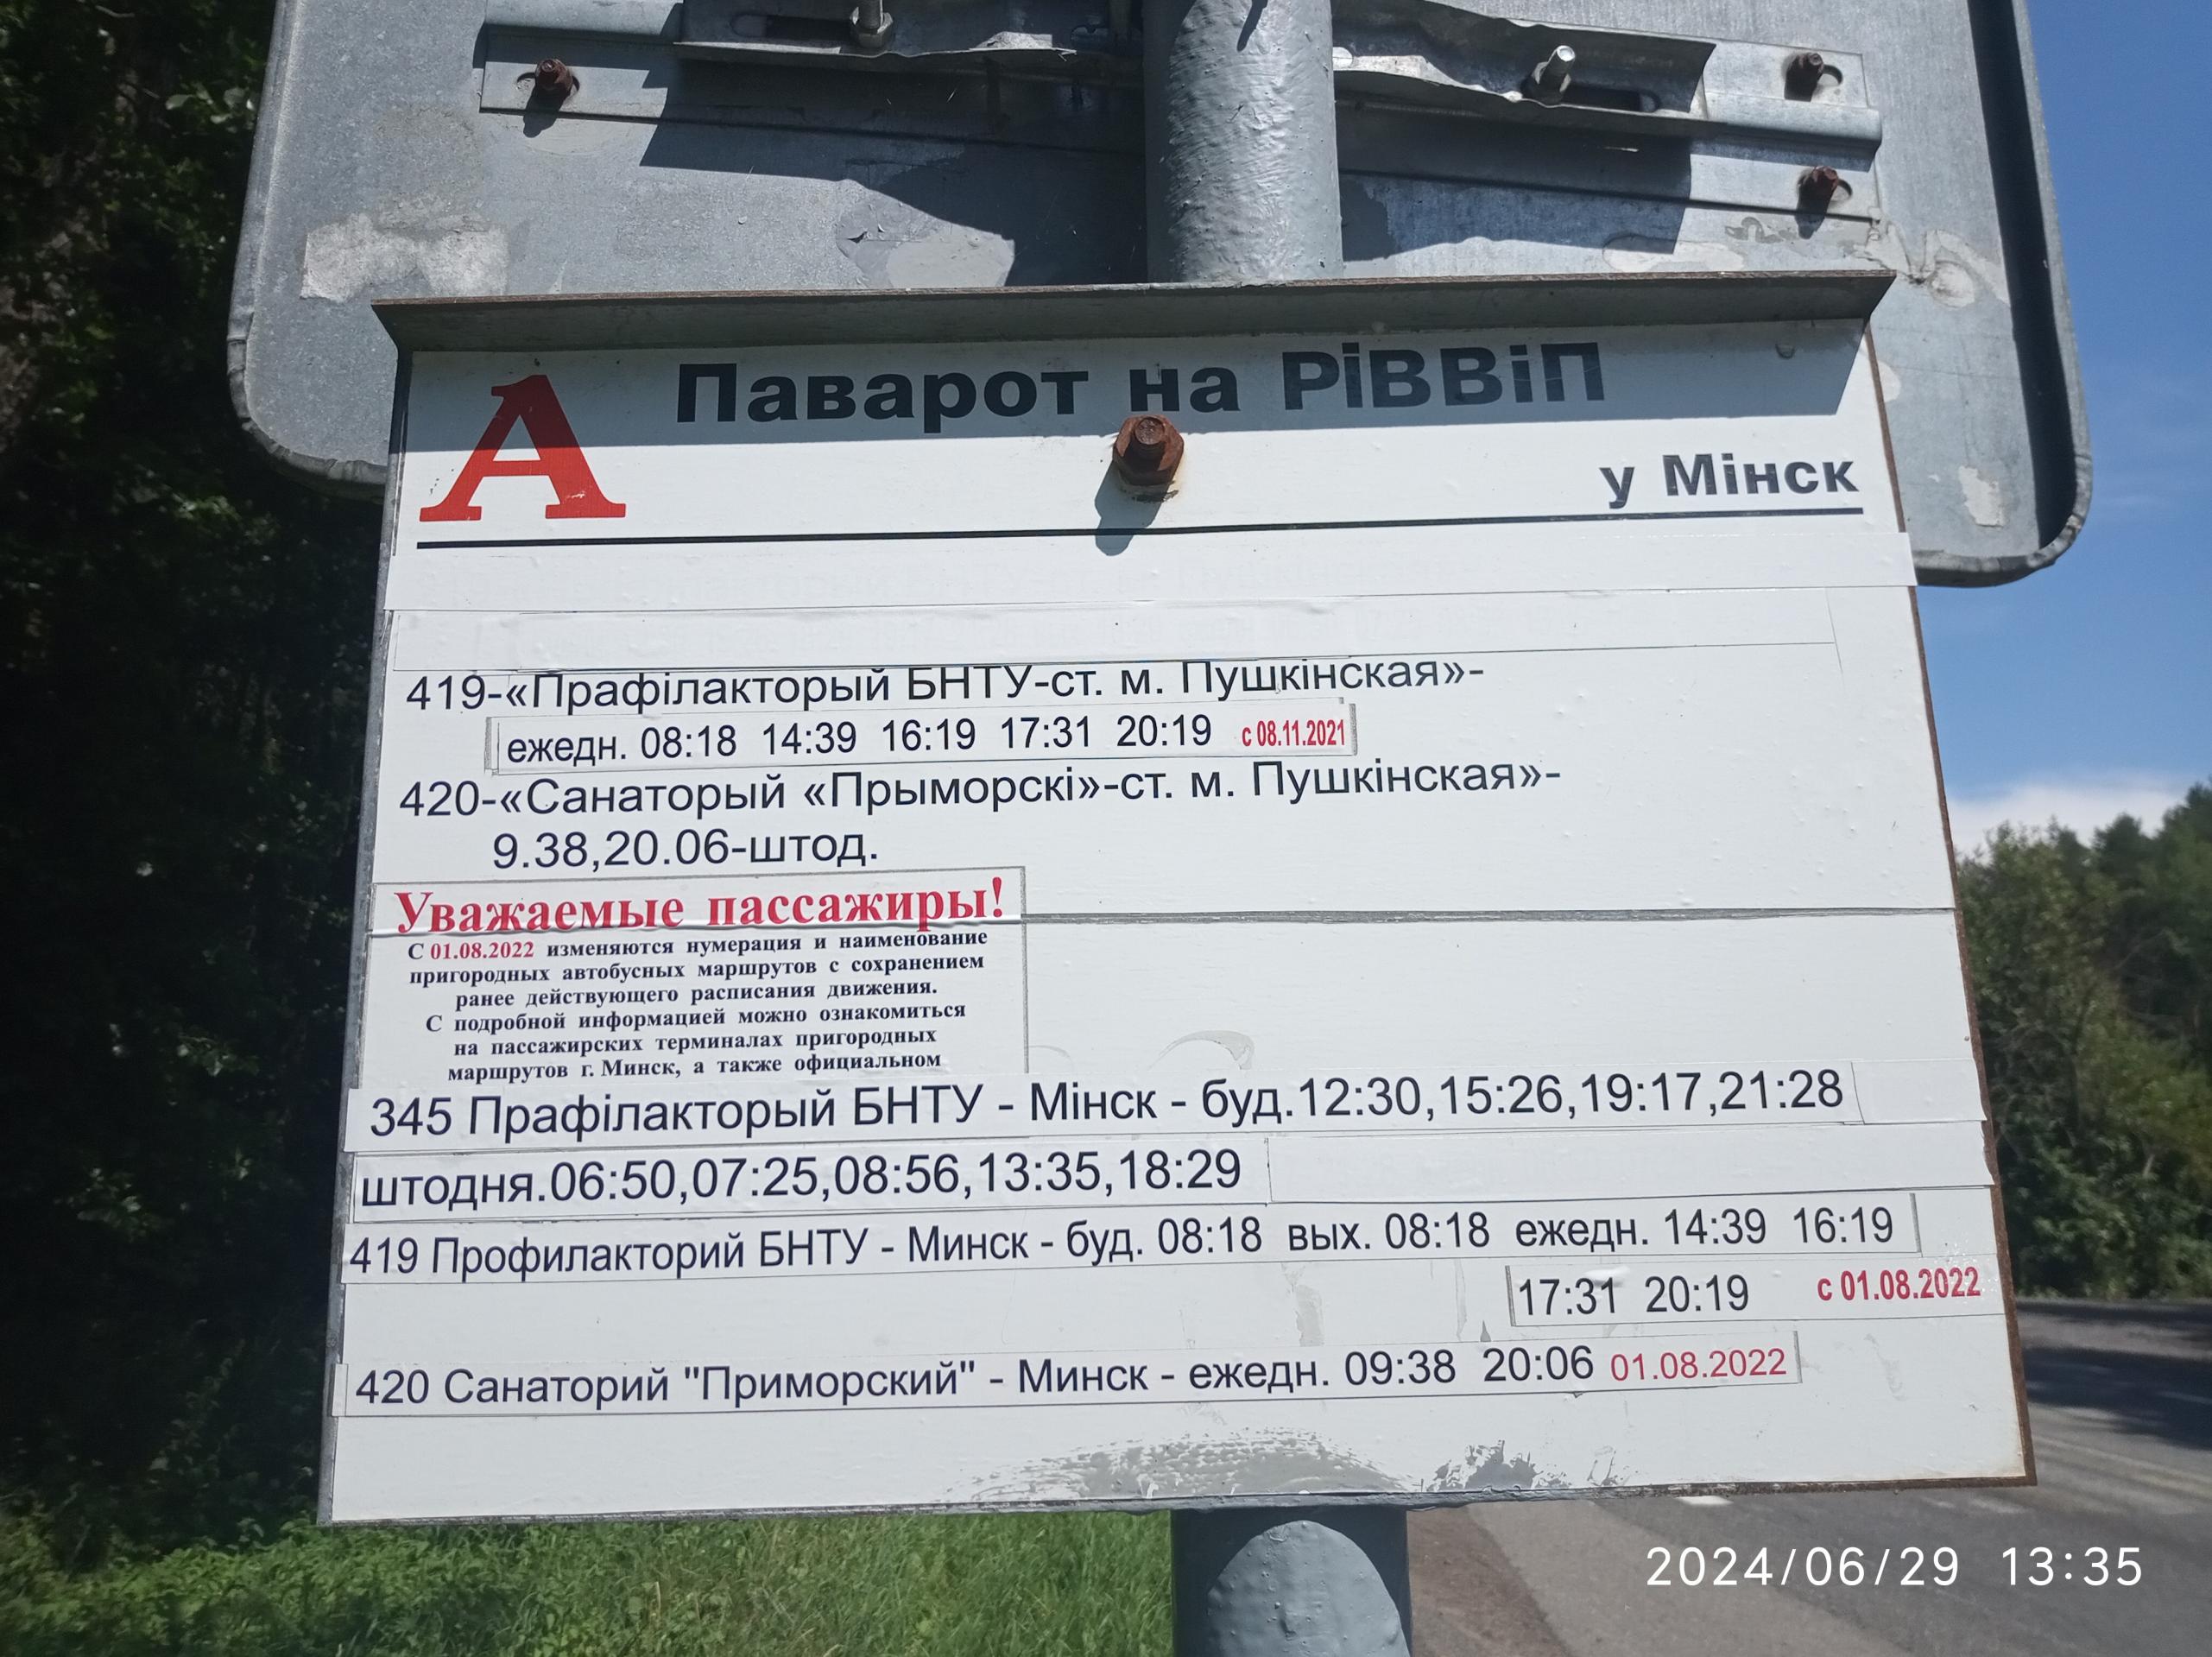 А Паварот на РіВВіП
у Мінск
419-«Прафілакторый БНТУ-ст. м. Пушкінская»-
ежедн. 08:18 14:39 16:19 17:31 20:19 с 08.11.2021
420-«Санаторый «Прыморскі»-ст. м. Пушкінская»-
9.38,20.06-штод.
Уважаемые пассажиры!
С 01.08.2022 изменяются нумерация и наименование
пригородных автобусных маршрутов с сохранением
ранее действующего расписания движения.
С подробной информацией можно ознакомиться
на пассажирских терминалах пригородных
маршрутов г. Минск, а также официальном
345 Прафілакторый БНТУ - Мінск - буд.12:30,15:26,19:17,21:28
штодня.06:50,07:25,08:56,13:35,18:29
419 Профилакторий БНТУ - Минск - буд. 08:18 вых. 08:18 ежедн. 14:39 16:19
17:31 20:19 с 01.08.2022
420 Санаторий "Приморский" - Минск - ежедн. 09:38 20:06 01.08.2022
2024/06/29 13:35